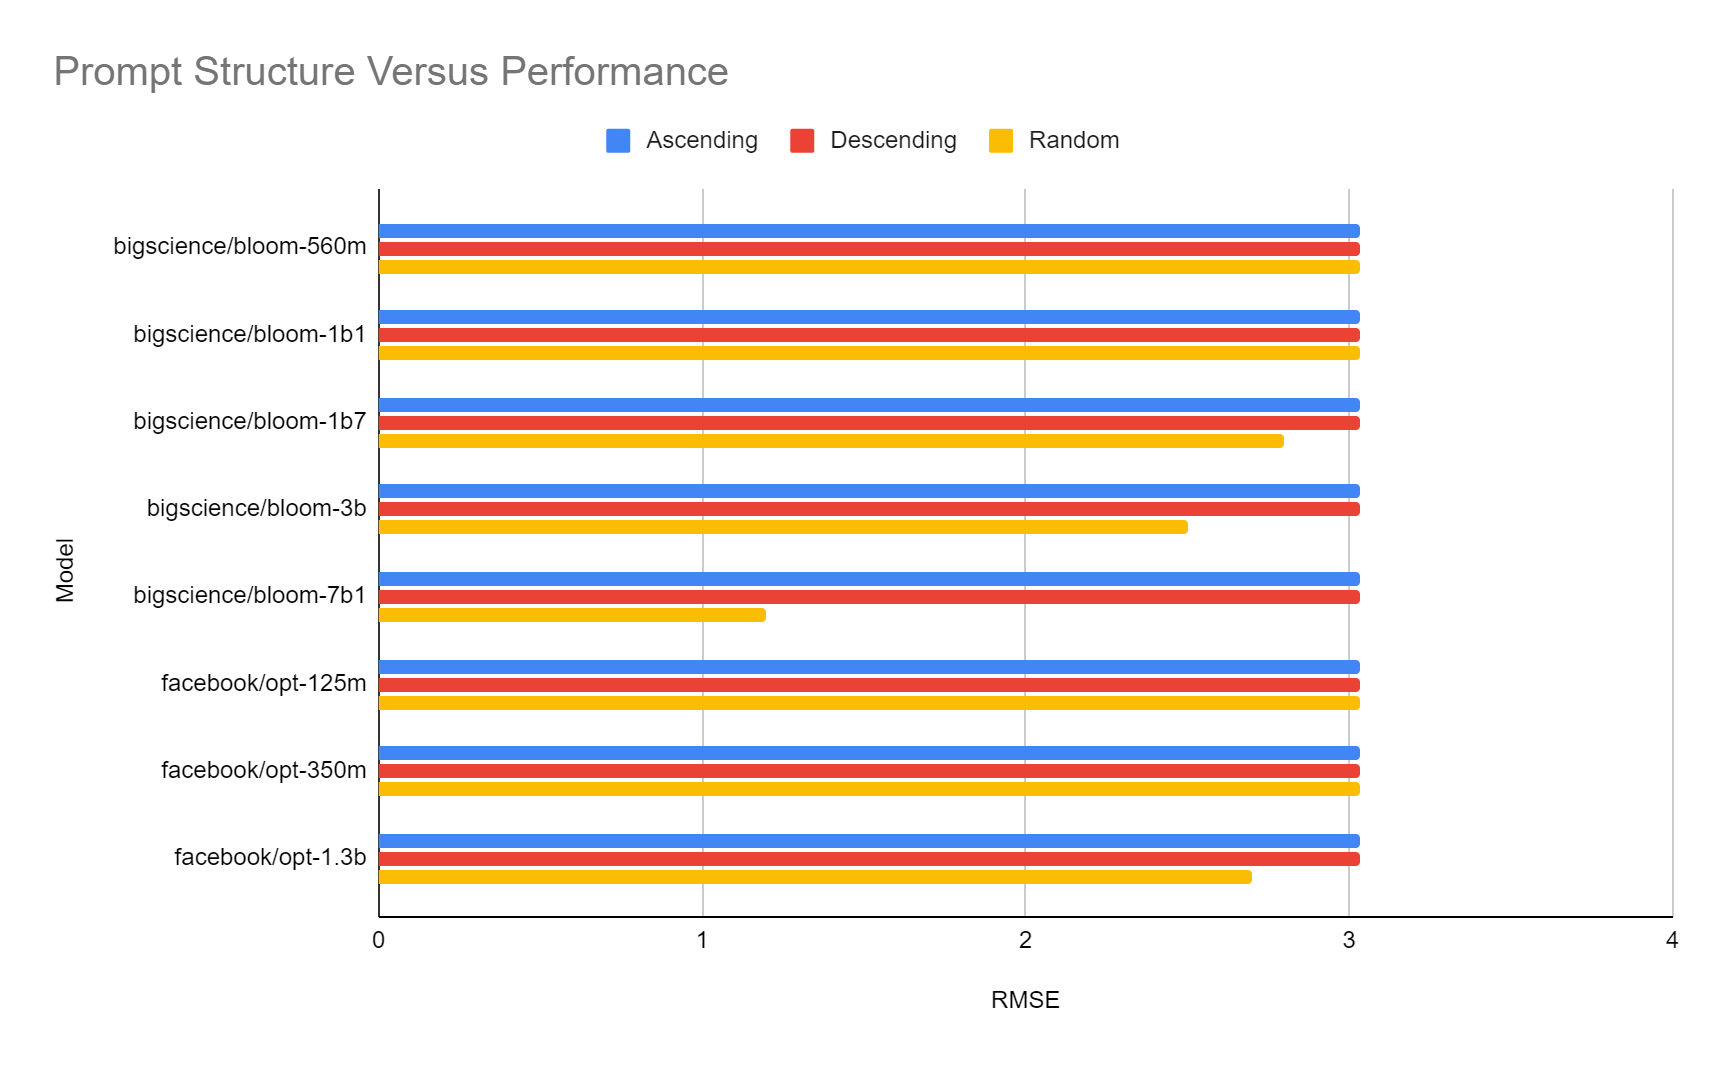 Prompt Structure Versus Performance
Ascending Descending Random
bigscience/bloom-560m
bigscience/bloom-1b1
bigscience/bloom-1b7
bigscience/bloom-3b
bigscience/bloom-7b1
facebook/opt-125m
facebook/opt-350m
facebook/opt-1.3b
Model
0 1 2 3 4
RMSE